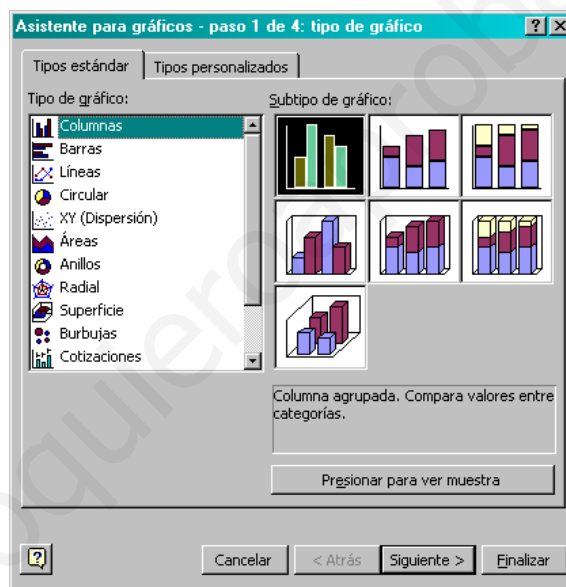 Asistente para gráficos - paso 1 de 4: tipo de gráfico
Tipos estándar
Tipos personalizados
Tipo de gráfico:
Subtipo de gráfico:
Columnas
Barras
Líneas
Circular
XY (Dispersión)
Áreas
Anillos
Radial
Superficie
Burbujas
Cotizaciones
Columna agrupada. Compara valores entre
categorías.
Presionar para ver muestra
Cancelar
< Atrás
Siguiente >
Finalizar